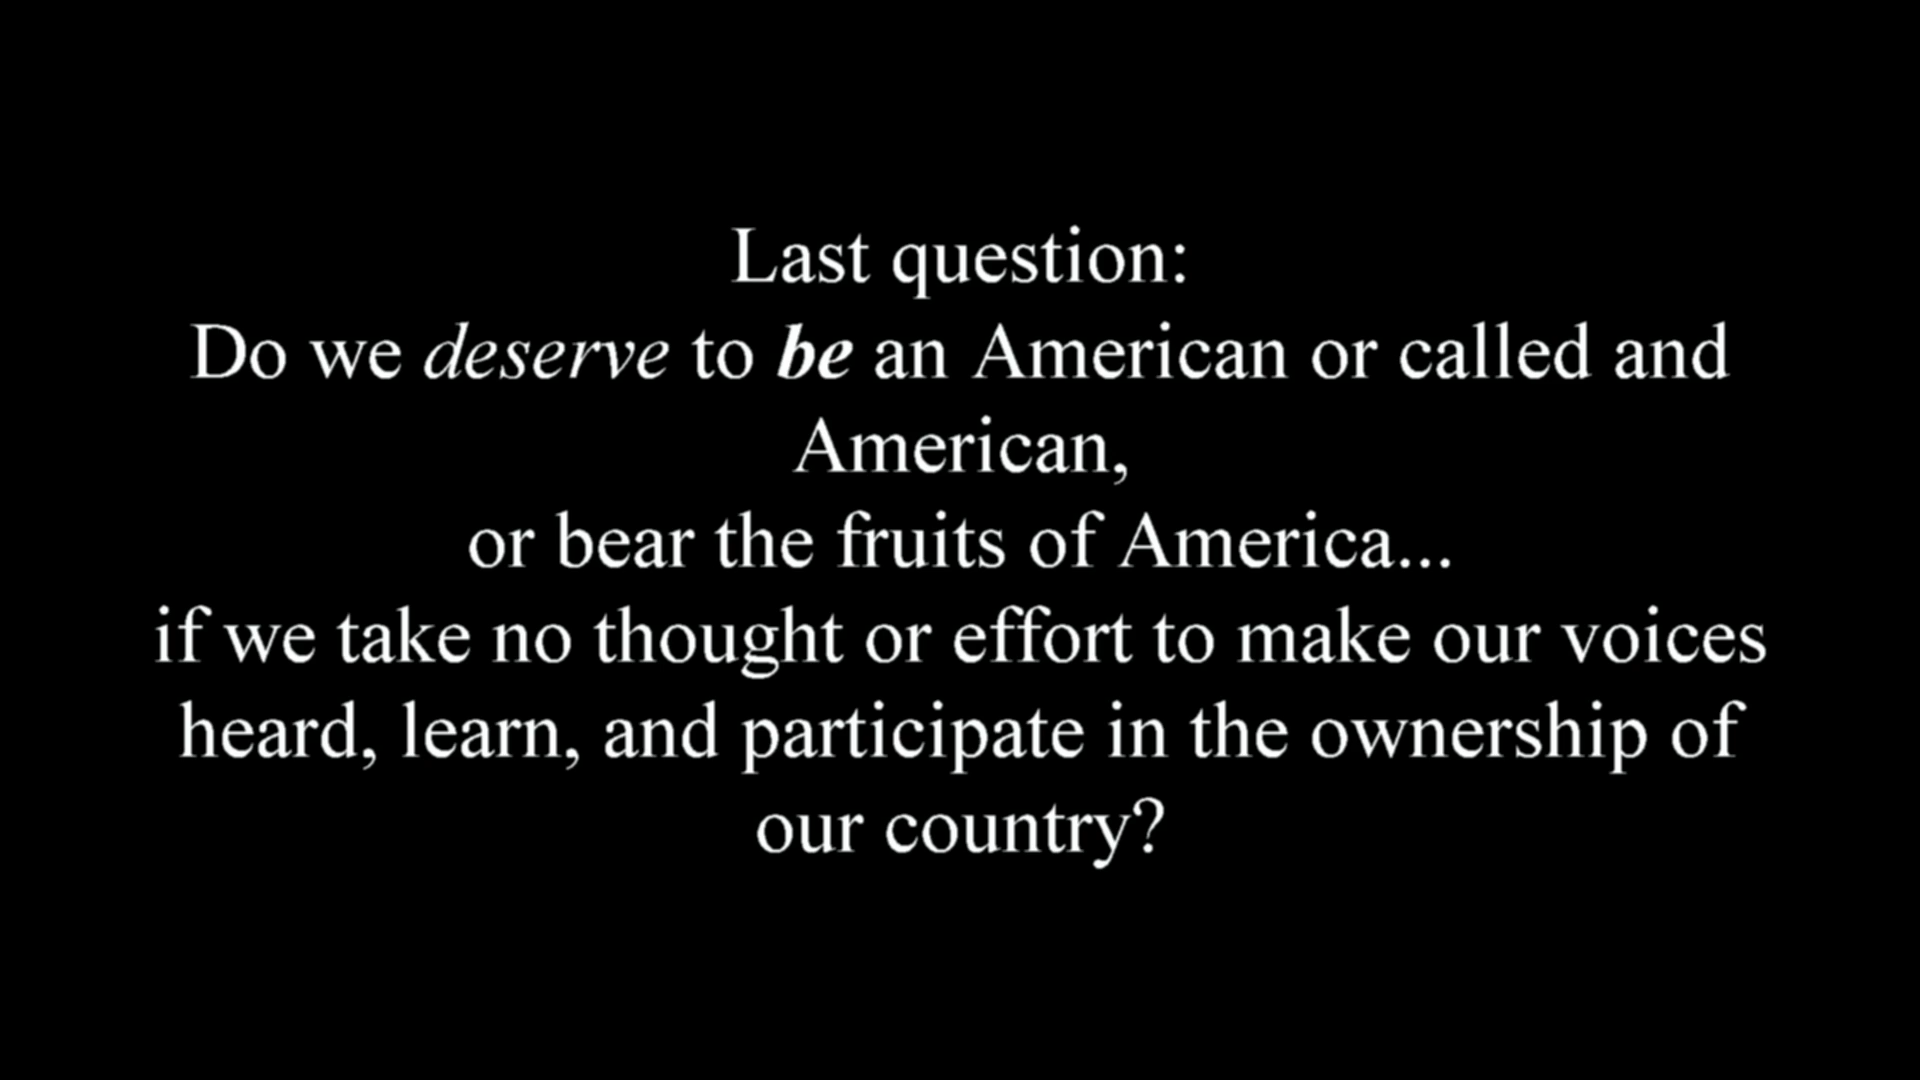 Last question:
Do we deserve to be an American or called and
American,
or bear the fruits of America...
if we take no thought or effort to make our voices
heard, learn, and participate in the ownership of
our country?